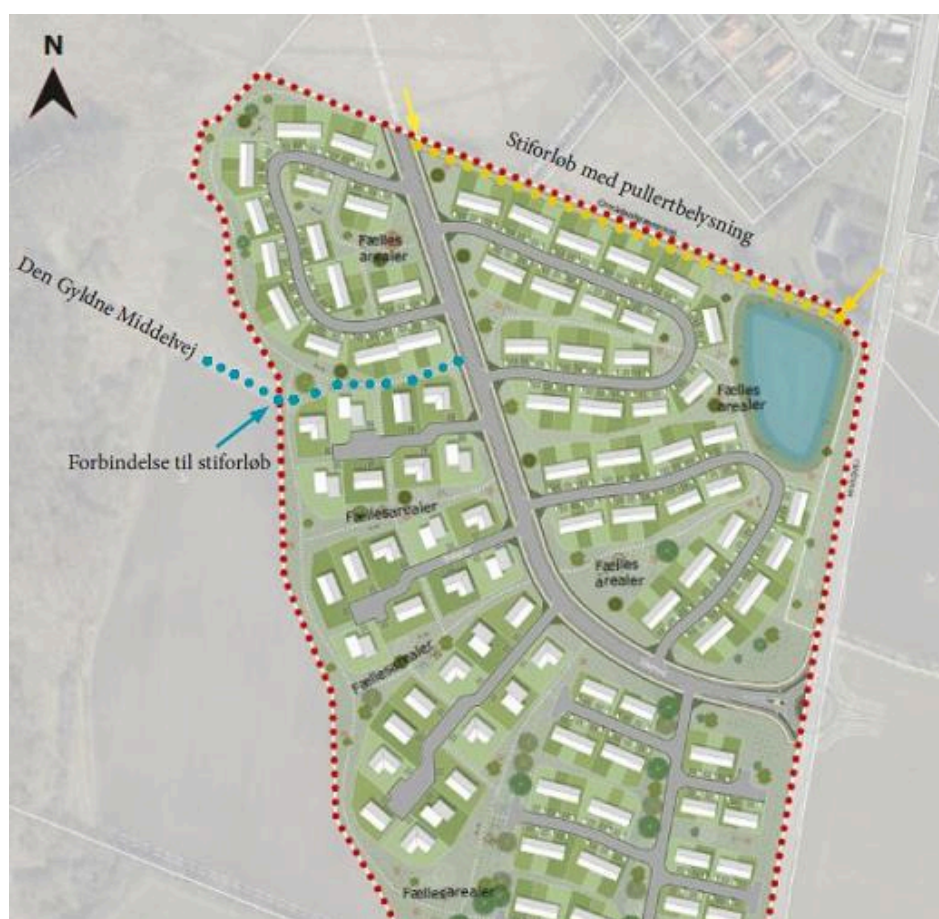 N
Stiforløb med pullertbelysning
Fælles
arealer
Den Gyldne Middelvej
Fælles
arealer
Forbindelse til stiforløb
Fællesarealer
Fælles
arealer
Fællesarealer
Fællesarealer